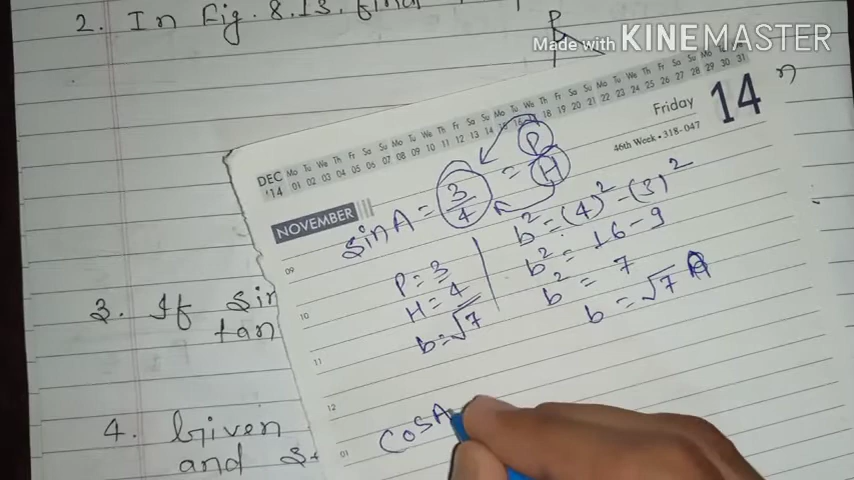 2. In Fig. 8.13. find
P
Made with KINEMASTER
DEC '14
Mo Tu We Th Fr Sa Su Mo Tu We Th Fr Sa Su Mo Tu We Th Fr Sa Su Mo Tu We Th Fr Sa Su Mo Tu We
01 02 03 04 05 06 07 08 09 10 11 12 13 14 15 16 17 18 19 20 21 22 23 24 25 26 27 28 29 30 31
Friday 14
46th Week • 318-047
NOVEMBER
sin A = 3/4 = P/H
P = 3
H = 4
b = √7
b² = (4)² - (3)²
b² = 16 - 9
b² = 7
b = √7
09
10
11
12
01
3. If sin
tan
4. Given
and
cos A